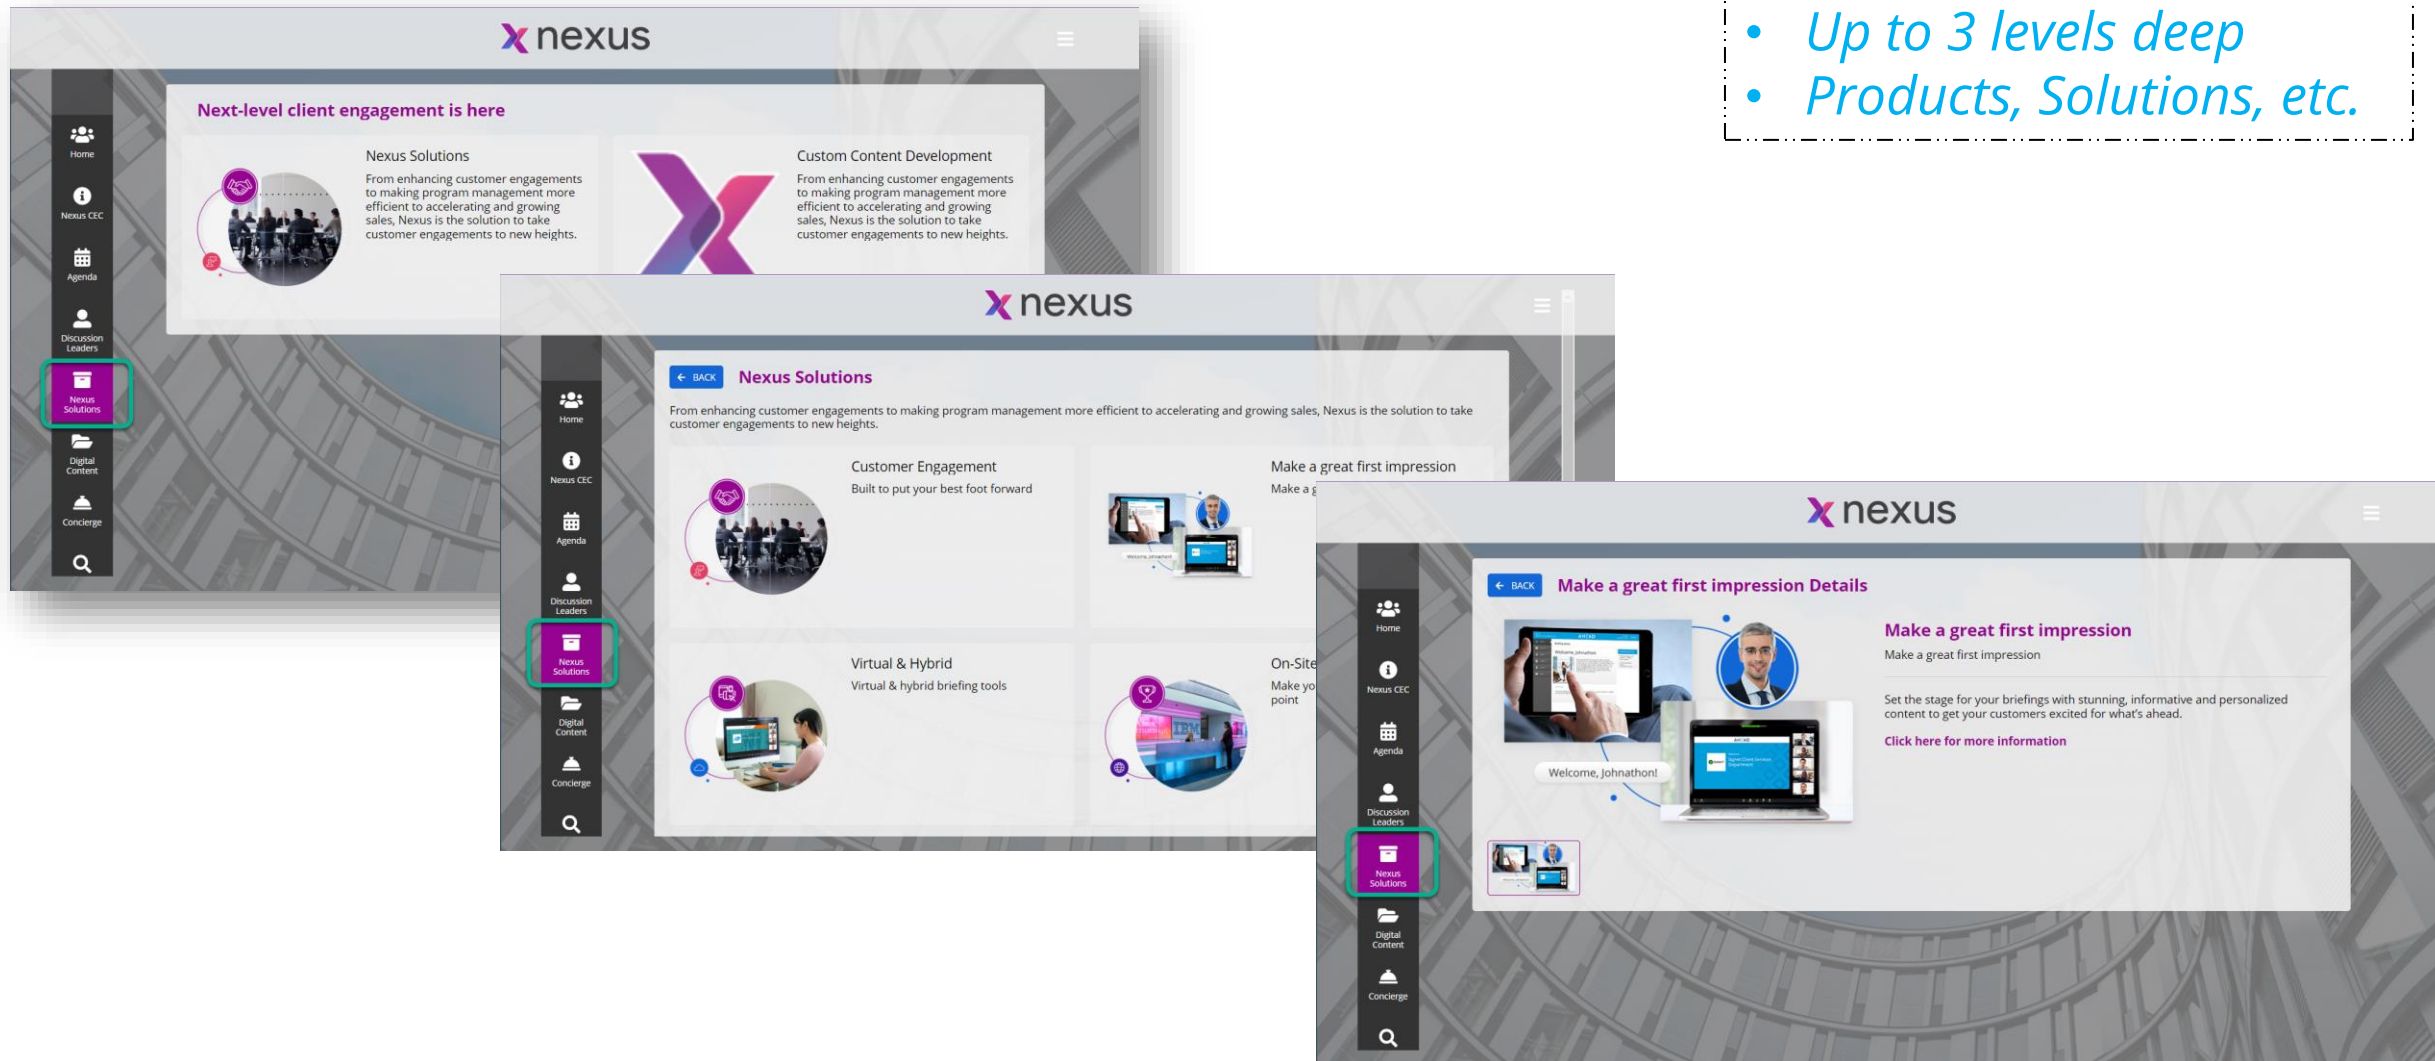 • Up to 3 levels deep
• Products, Solutions, etc.
nexus
Next-level client engagement is here
Nexus Solutions
From enhancing customer engagements
to making program management more
efficient to accelerating and growing
sales, Nexus is the solution to take
customer engagements to new heights.
Custom Content Development
From enhancing customer engagements
to making program management more
efficient to accelerating and growing
sales, Nexus is the solution to take
customer engagements to new heights.
Home
Nexus CEC
Agenda
Discussion
Leaders
Nexus
Solutions
Digital
Content
Concierge
nexus
← BACK Nexus Solutions
From enhancing customer engagements to making program management more efficient to accelerating and growing sales, Nexus is the solution to take
customer engagements to new heights.
Customer Engagement
Built to put your best foot forward
Make a great first impression
Make a g
Welcome, Johnathon!
Virtual & Hybrid
Virtual & hybrid briefing tools
IBM
On-Site
Make yo
point
Home
Nexus CEC
Agenda
Discussion
Leaders
Nexus
Solutions
Digital
Content
Concierge
nexus
← BACK Make a great first impression Details
Welcome, Johnathon!
Welcome, Johnathon!
Make a great first impression
Make a great first impression
Set the stage for your briefings with stunning, informative and personalized
content to get your customers excited for what's ahead.
Click here for more information
Home
Nexus CEC
Agenda
Discussion
Leaders
Nexus
Solutions
Digital
Content
Concierge